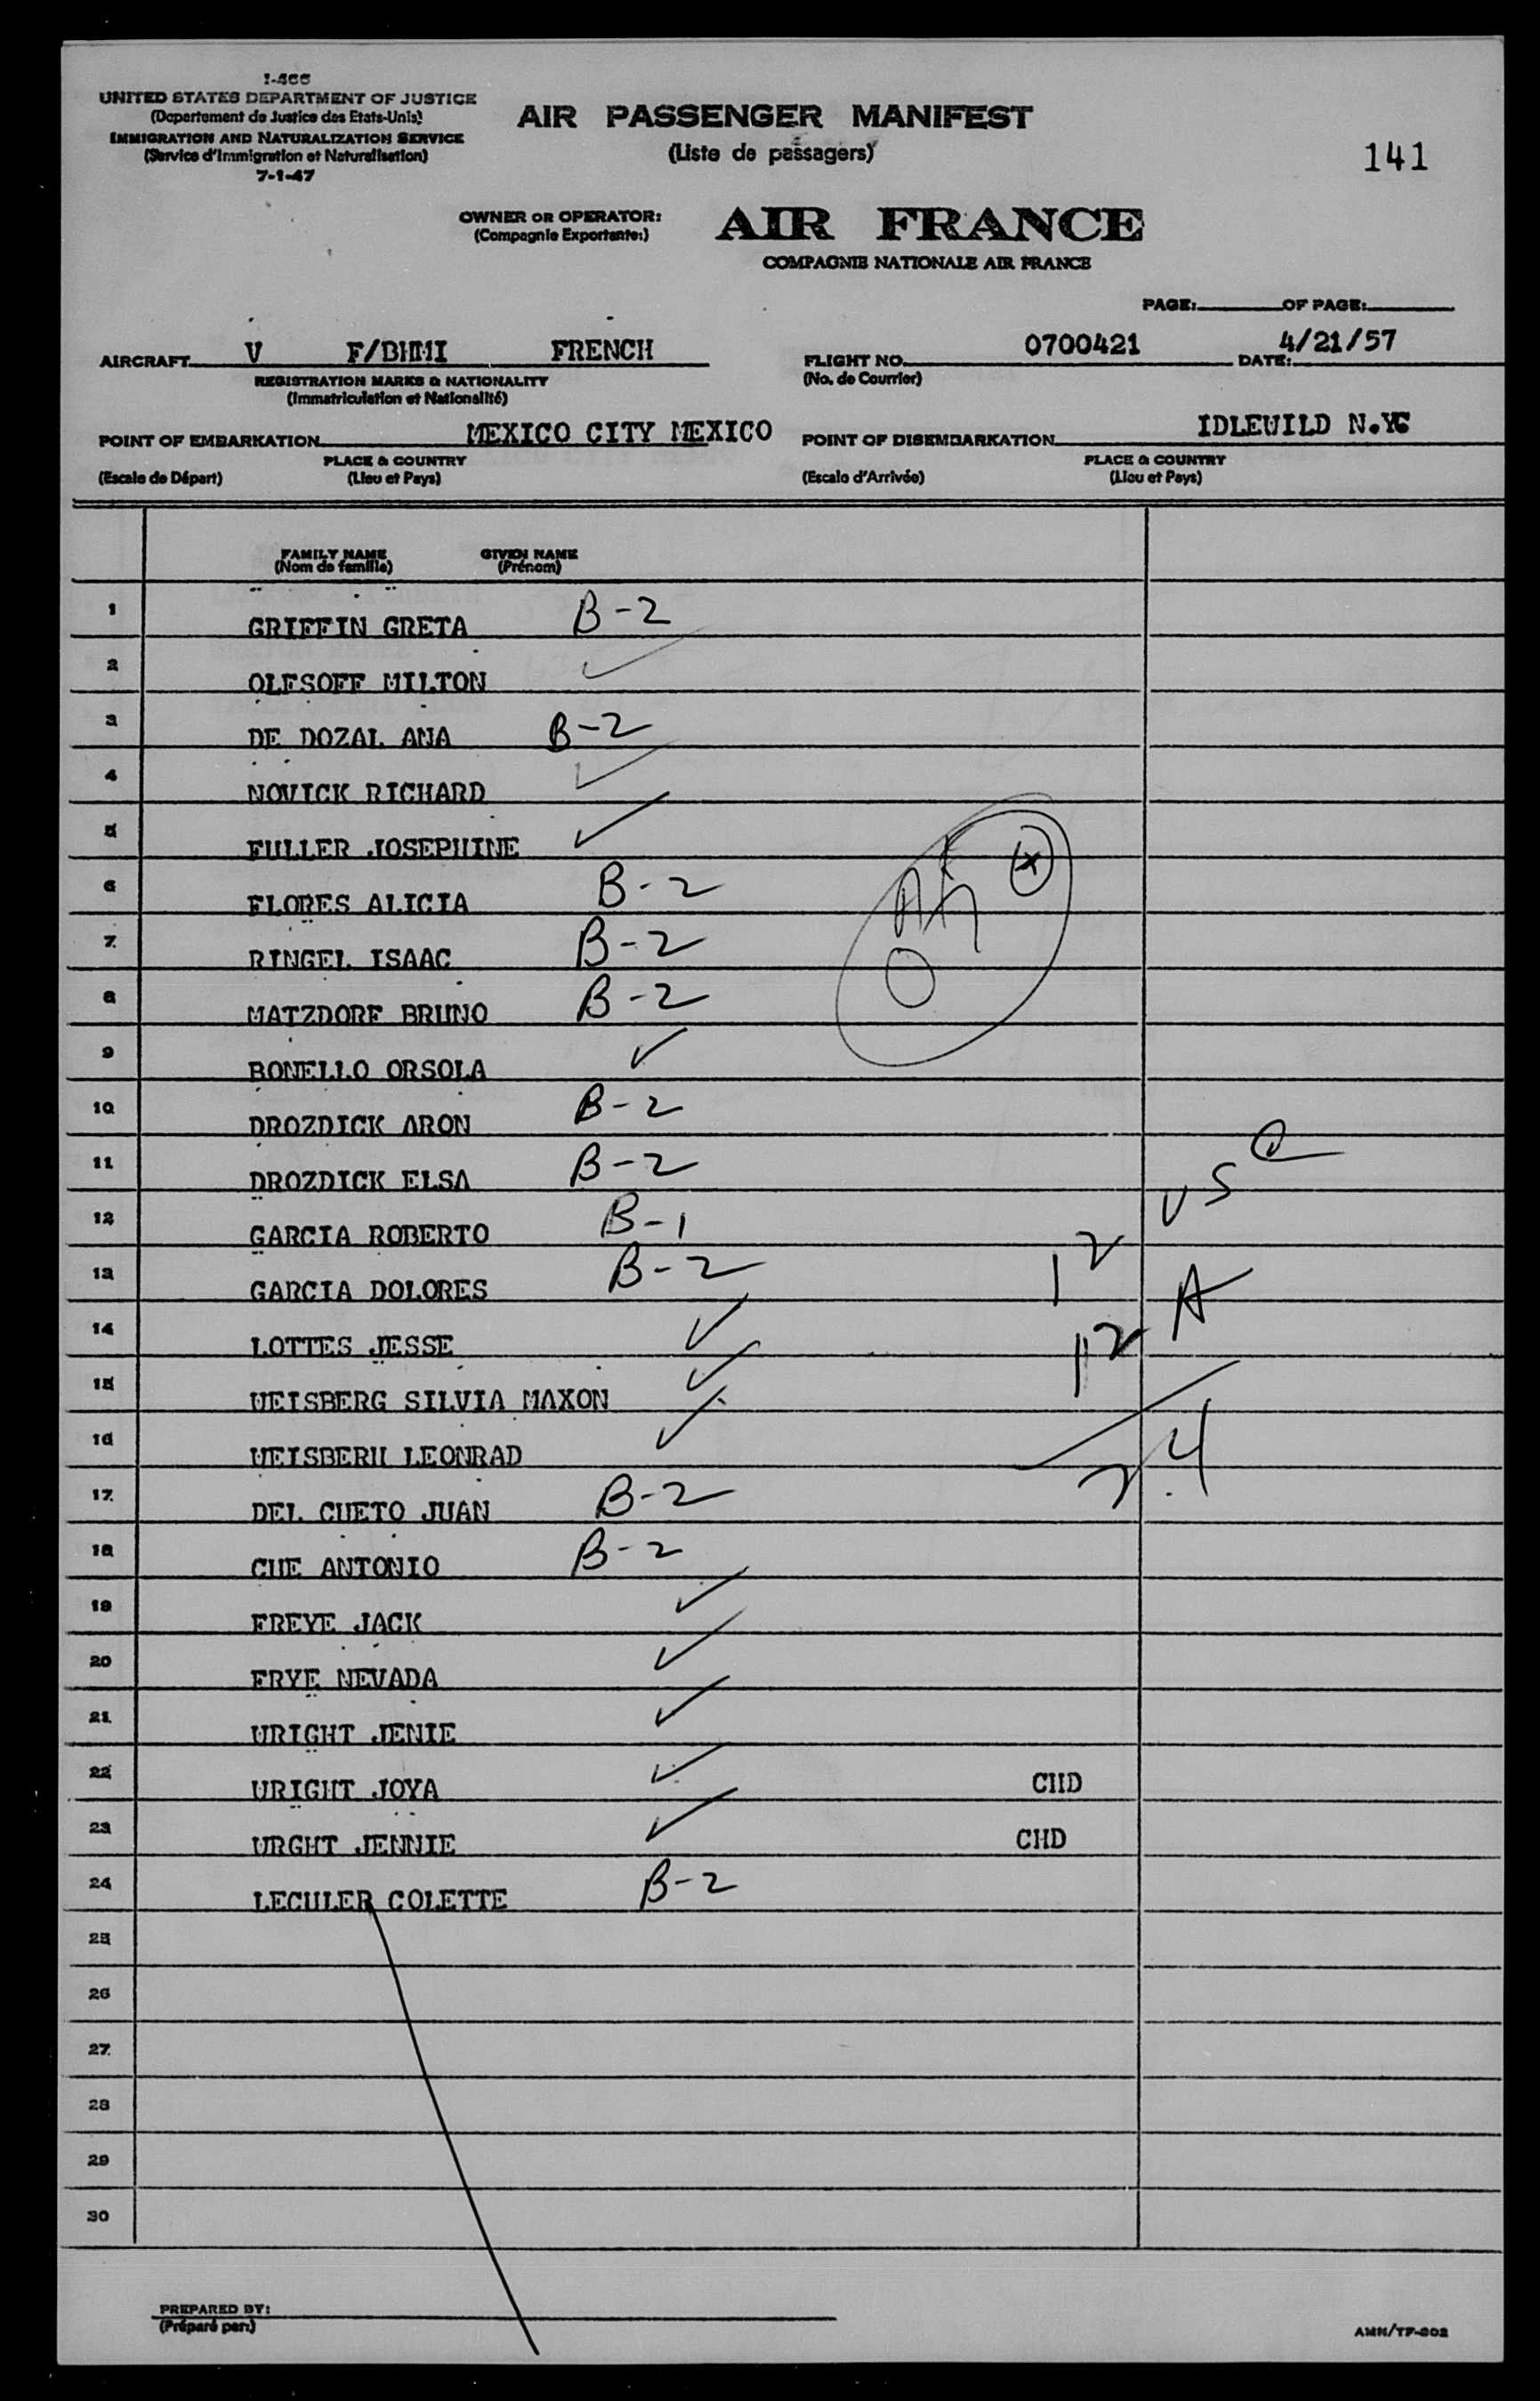 I-466
UNITED STATES DEPARTMENT OF JUSTICE
(Departement de Justice des Etats-Unis)
IMMIGRATION AND NATURALIZATION SERVICE
(Service d'Immigration et Naturalisation)
7-1-47
AIR PASSENGER MANIFEST
(Liste de passagers)
141
OWNER OR OPERATOR: AIR FRANCE
(Compagnie Exportante:)
COMPAGNIE NATIONALE AIR FRANCE
PAGE: OF PAGE:
AIRCRAFT V F/BHMI FRENCH FLIGHT NO. 0700421 DATE: 4/21/57
REGISTRATION MARKS & NATIONALITY (No. de Courrier)
(Immatriculation et Nationalité)
POINT OF EMBARKATION MEXICO CITY MEXICO POINT OF DISEMBARKATION IDLEWILD N.Y.
PLACE & COUNTRY PLACE & COUNTRY
(Escale de Départ) (Lieu et Pays) (Escale d'Arrivée) (Lieu et Pays)
FAMILY NAME GIVEN NAME
(Nom de famille) (Prénom)
1 GRIFFIN GRETA B-2
2 OLESOFF MILTON ✓
3 DE DOZAL ANA B-2
4 NOVICK RICHARD ✓
5 FULLER JOSEPHINE ✓
6 FLORES ALICIA B-2
7 RINGEL ISAAC B-2
8 MATZDORF BRUNO B-2
9 BONELLO ORSOLA ✓
10 DROZDICK ARON B-2
11 DROZDICK ELSA B-2
US
12 GARCIA ROBERTO B-1
12
13 GARCIA DOLORES B-2
A
14 LOTTES JESSE ✓
12
15 WEISBERG SILVIA MAXON ✓
16 WEISBERH LEONRAD ✓
24
17 DEL CUETO JUAN B-2
18 CUE ANTONIO B-2
19 FREYE JACK ✓
20 FRYE NEVADA ✓
21 WRIGHT JENIE ✓
22 WRIGHT JOYA ✓ CHD
23 WRGHT JENNIE ✓ CHD
24 LECULER COLETTE B-2
25
26
27
28
29
30
PREPARED BY:
(Préparé par:)
AMN/TF-802